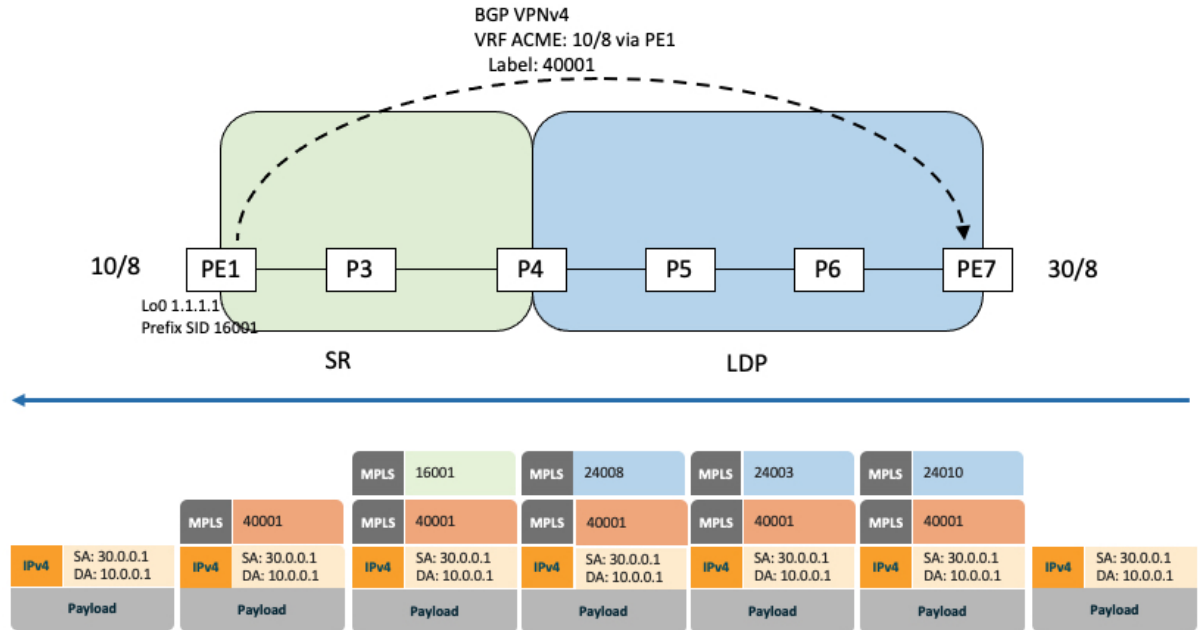 BGP VPNv4
VRF ACME: 10/8 via PE1
Label: 40001
10/8 PE1 P3 P4 P5 P6 PE7 30/8
Lo0 1.1.1.1
Prefix SID 16001
SR LDP
MPLS 16001 MPLS 24008 MPLS 24003 MPLS 24010
MPLS 40001 MPLS 40001 MPLS 40001 MPLS 40001 MPLS 40001
IPv4 SA: 30.0.0.1 DA: 10.0.0.1 IPv4 SA: 30.0.0.1 DA: 10.0.0.1 IPv4 SA: 30.0.0.1 DA: 10.0.0.1 IPv4 SA: 30.0.0.1 DA: 10.0.0.1 IPv4 SA: 30.0.0.1 DA: 10.0.0.1 IPv4 SA: 30.0.0.1 DA: 10.0.0.1 IPv4 SA: 30.0.0.1 DA: 10.0.0.1
Payload Payload Payload Payload Payload Payload Payload